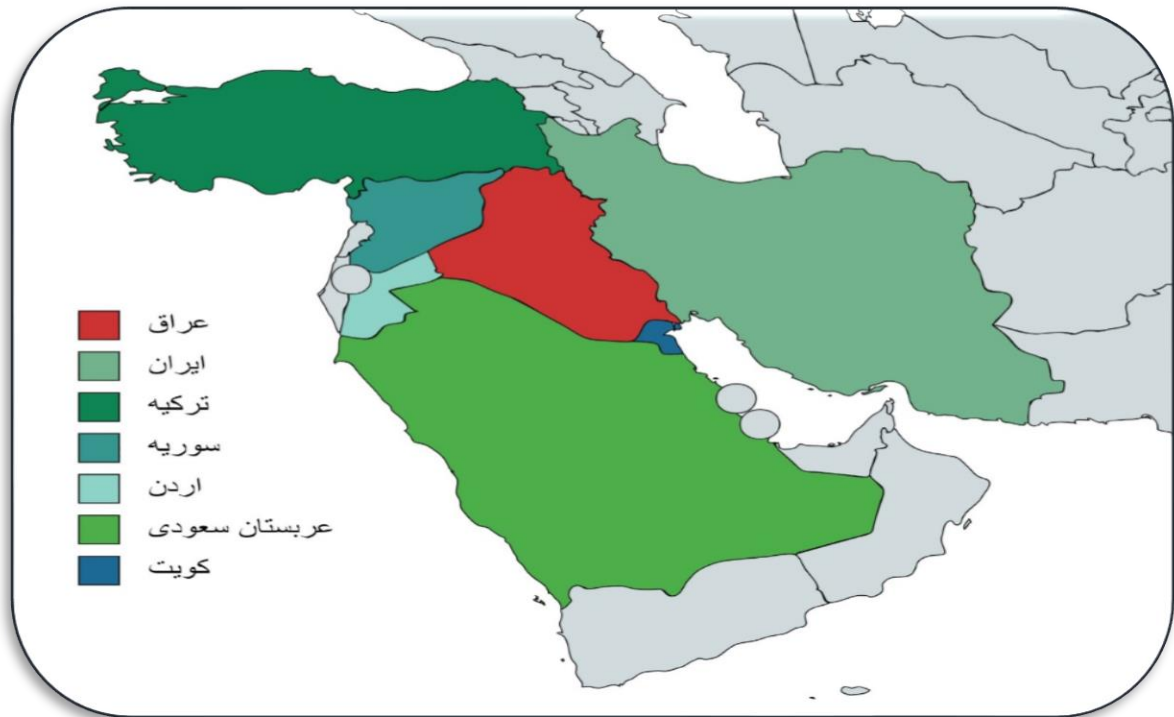 عراق
ایران
ترکیه
سوریه
اردن
عربستان سعودی
کویت